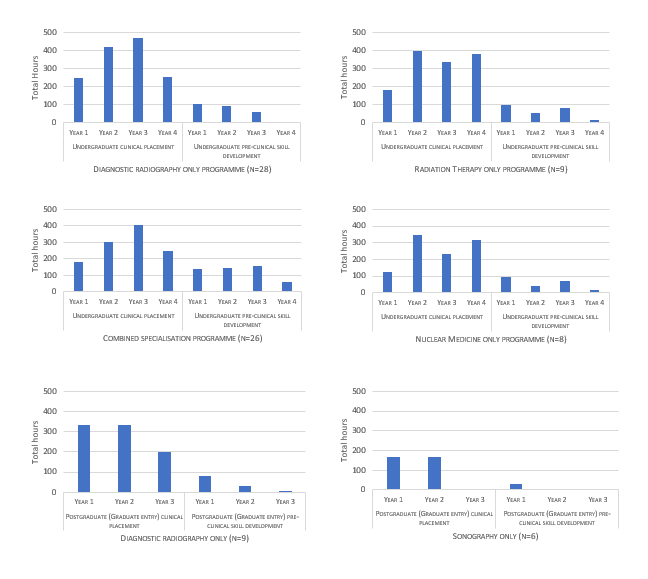 500
400
300
200
100
0
Total Hours
Year 1 Year 2 Year 3 Year 4 Year 1 Year 2 Year 3 Year 4
Undergraduate clinical placement
Undergraduate pre-clinical skill
development
Diagnostic radiography only programme (n=28)
500
400
300
200
100
0
Total hours
Year 1 Year 2 Year 3 Year 4 Year 1 Year 2 Year 3 Year 4
Undergraduate clinical placement
Undergraduate pre-clinical skill
development
Radiation Therapy only programme (n=9)
500
400
300
200
100
0
Total hours
Year 1 Year 2 Year 3 Year 4 Year 1 Year 2 Year 3 Year 4
Undergraduate clinical placement
Undergraduate pre-clinical skill
development
Combined specialisation programme (n=26)
500
400
300
200
100
0
Total hours
Year 1 Year 2 Year 3 Year 4 Year 1 Year 2 Year 3 Year 4
Undergraduate clinical placement
Undergraduate pre-clinical skill
development
Nuclear Medicine only programme (n=8)
500
400
300
200
100
0
Total hours
Year 1 Year 2 Year 3 Year 1 Year 2 Year 3
Postgraduate (Graduate entry) clinical
placement
Postgraduate (Graduate entry) pre-
clinical skill development
Diagnostic radiography only (n=9)
500
400
300
200
100
0
Total hours
Year 1 Year 2 Year 3 Year 1 Year 2 Year 3
Postgraduate (Graduate entry) clinical
placement
Postgraduate (Graduate entry) pre-
clinical skill development
Sonography only (n=6)